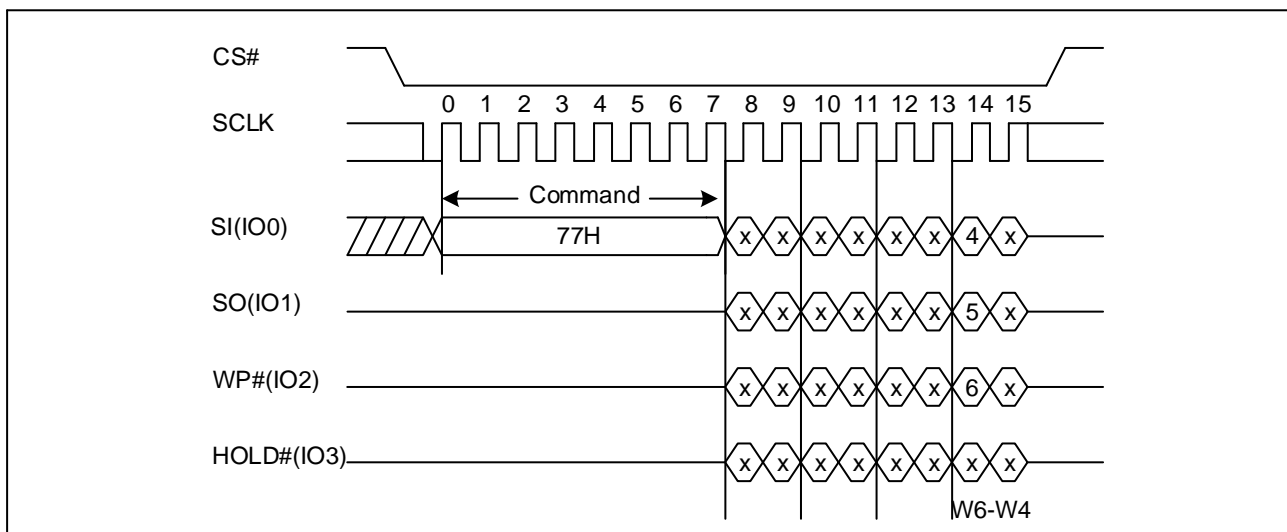 CS#
0 1 2 3 4 5 6 7 8 9 10 11 12 13 14 15
SCLK
Command
SI(IO0) 77H x x x x x x 4 x
SO(IO1) x x x x x x 5 x
WP#(IO2) x x x x x x 6 x
HOLD#(IO3) x x x x x x x x
W6-W4